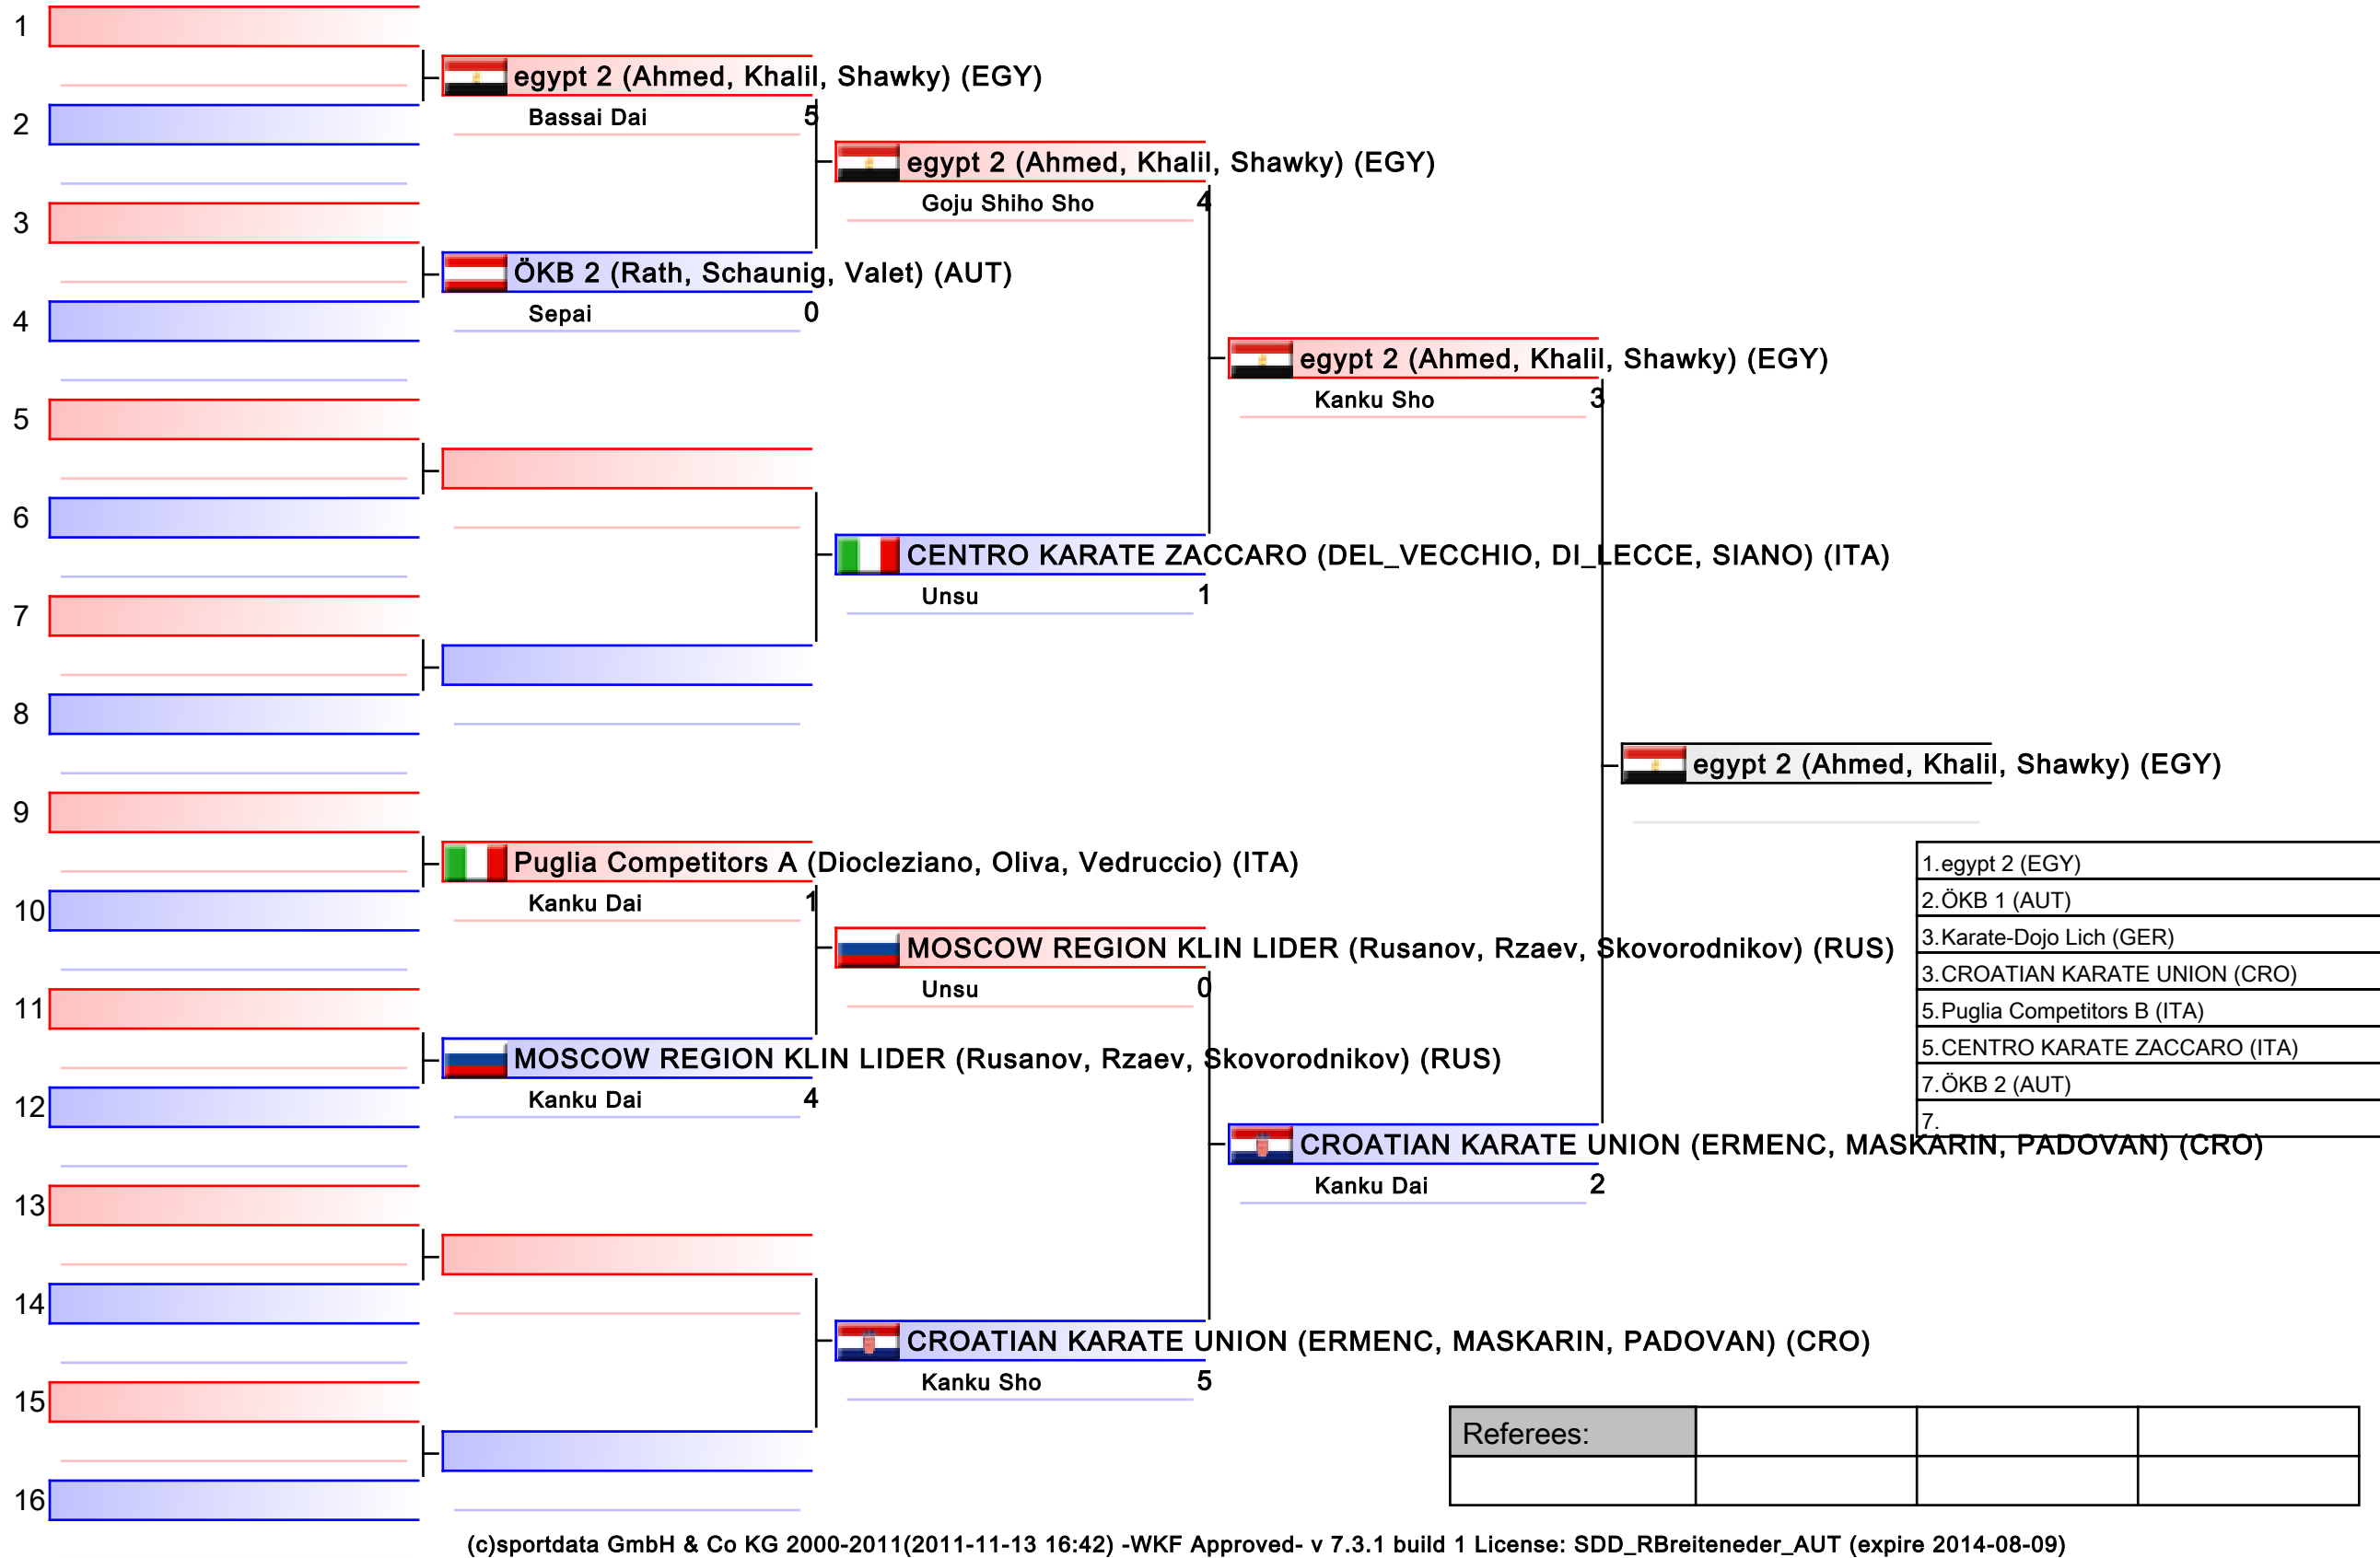 1
egypt 2 (Ahmed, Khalil, Shawky) (EGY)
Bassai Dai 5
2
egypt 2 (Ahmed, Khalil, Shawky) (EGY)
Goju Shiho Sho 4
3
ÖKB 2 (Rath, Schaunig, Valet) (AUT)
Sepai 0
4
egypt 2 (Ahmed, Khalil, Shawky) (EGY)
Kanku Sho 3
5
6
CENTRO KARATE ZACCARO (DEL_VECCHIO, DI_LECCE, SIANO) (ITA)
Unsu 1
7
8
egypt 2 (Ahmed, Khalil, Shawky) (EGY)
9
Puglia Competitors A (Diocleziano, Oliva, Vedruccio) (ITA)
Kanku Dai 1
10
MOSCOW REGION KLIN LIDER (Rusanov, Rzaev, Skovorodnikov) (RUS)
Unsu 0
11
MOSCOW REGION KLIN LIDER (Rusanov, Rzaev, Skovorodnikov) (RUS)
Kanku Dai 4
12
1.egypt 2 (EGY)
2.ÖKB 1 (AUT)
3.Karate-Dojo Lich (GER)
3.CROATIAN KARATE UNION (CRO)
5.Puglia Competitors B (ITA)
5.CENTRO KARATE ZACCARO (ITA)
7.ÖKB 2 (AUT)
7.
CROATIAN KARATE UNION (ERMENC, MASKARIN, PADOVAN) (CRO)
Kanku Dai 2
13
14
CROATIAN KARATE UNION (ERMENC, MASKARIN, PADOVAN) (CRO)
Kanku Sho 5
15
16
Referees:
(c)sportdata GmbH & Co KG 2000-2011(2011-11-13 16:42) -WKF Approved- v 7.3.1 build 1 License: SDD_RBreiteneder_AUT (expire 2014-08-09)